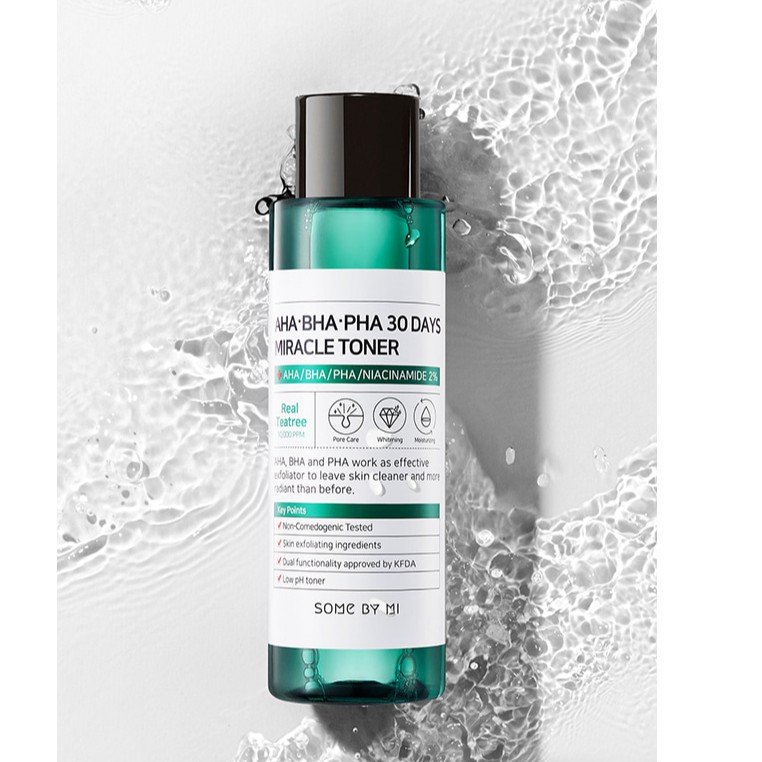 AHA·BHA·PHA 30 DAYS
MIRACLE TONER
AHA/BHA/PHA/NIACINAMIDE 2%
Real
Teatree
10,000 PPM
Pore Care
Whitening
Moisturizing
AHA, BHA and PHA work as effective
exfoliator to leave skin cleaner and more
radiant than before.
Key Points
✓ Non-Comedogenic Tested
✓ Skin exfoliating ingredients
✓ Dual functionality approved by KFDA
✓ Low pH toner
SOME BY MI